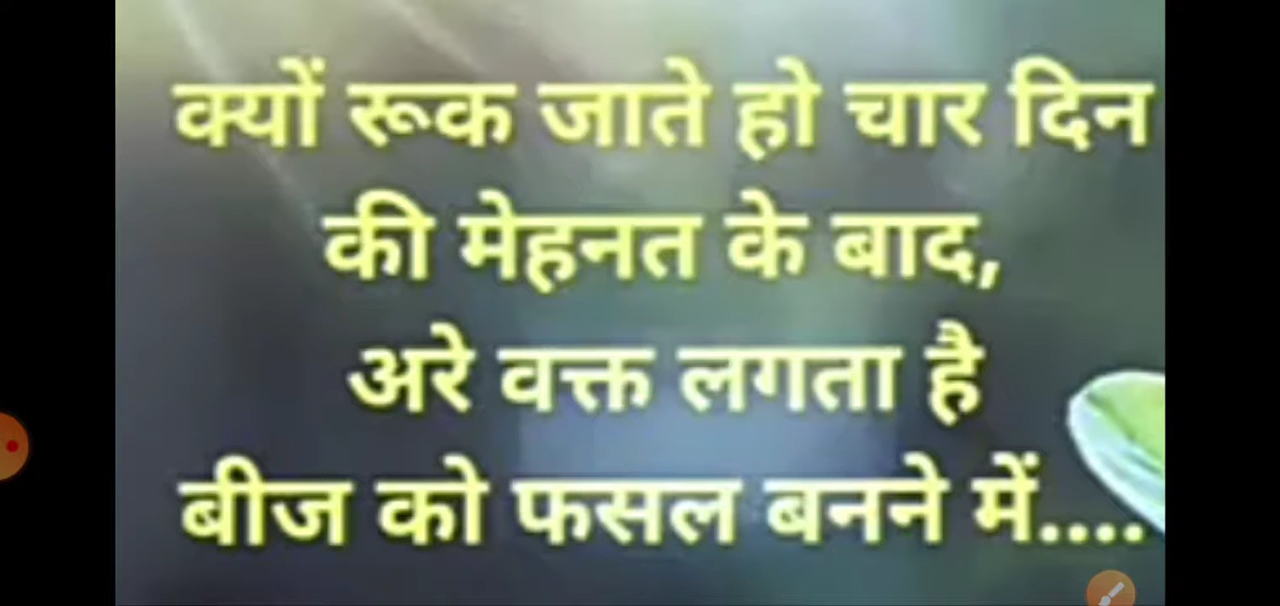 क्यों रूक जाते हो चार दिन
की मेहनत के बाद,
अरे वक्त लगता है
बीज को फसल बनने में....